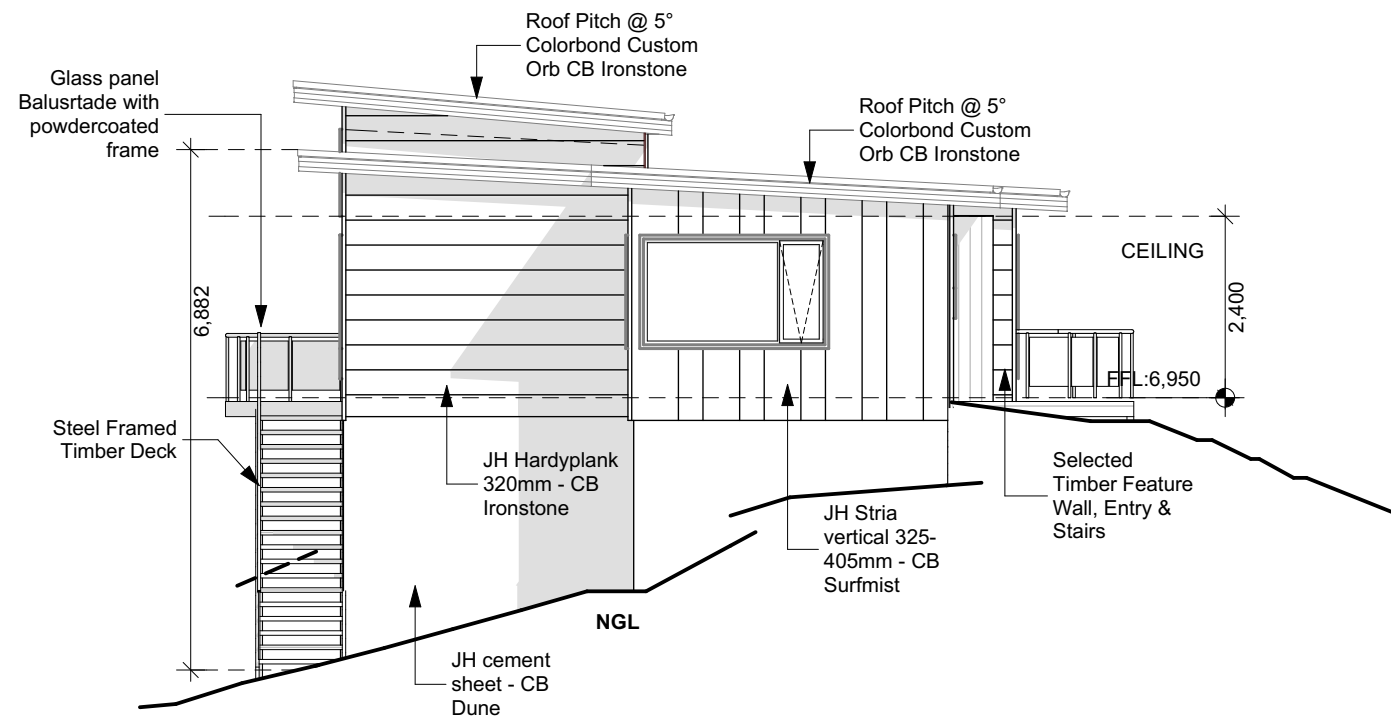 Roof Pitch @ 5°
Colorbond Custom
Orb CB Ironstone
Glass panel
Balusrtade with
powdercoated
frame
Roof Pitch @ 5°
Colorbond Custom
Orb CB Ironstone
CEILING
6,882
2,400
FFL:6,950
Steel Framed
Timber Deck
JH Hardyplank
320mm - CB
Ironstone
JH Stria
vertical 325-
405mm - CB
Surfmist
Selected
Timber Feature
Wall, Entry &
Stairs
NGL
JH cement
sheet - CB
Dune